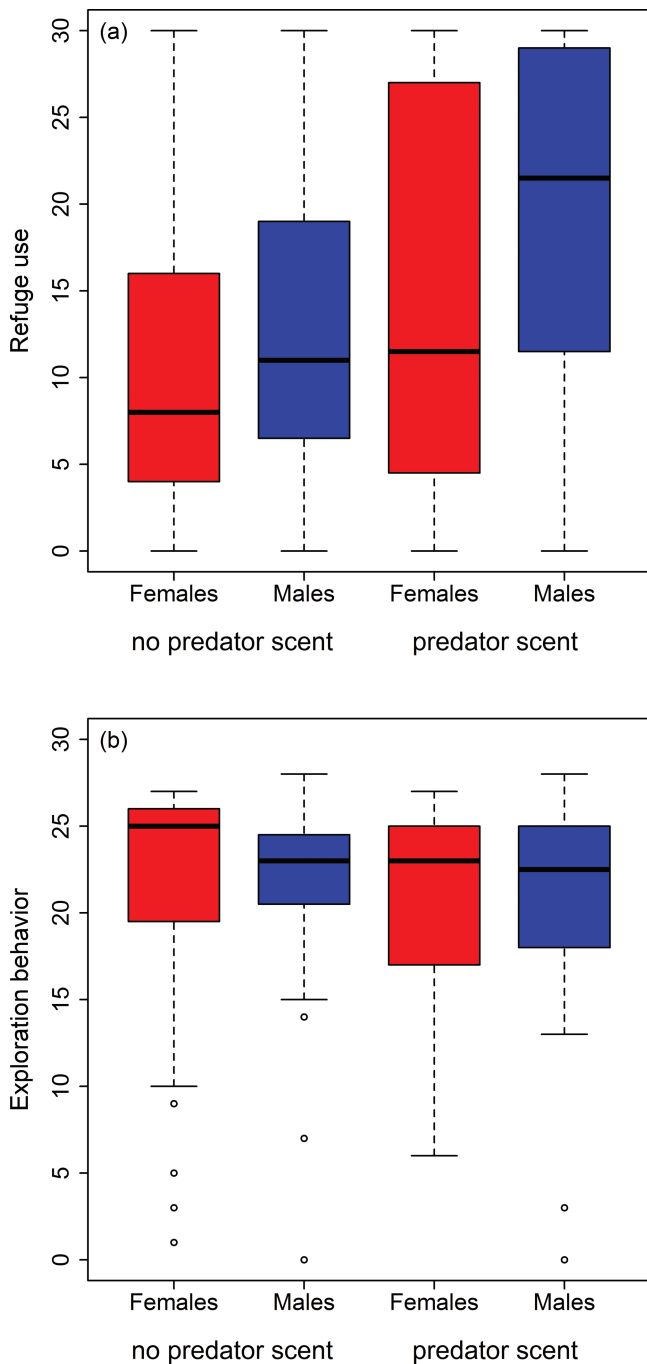 (a)
30
25
20
15
10
5
0
Refuge use
Females Males Females Males
no predator scent predator scent
(b)
30
25
20
15
10
5
0
Exploration behavior
Females Males Females Males
no predator scent predator scent